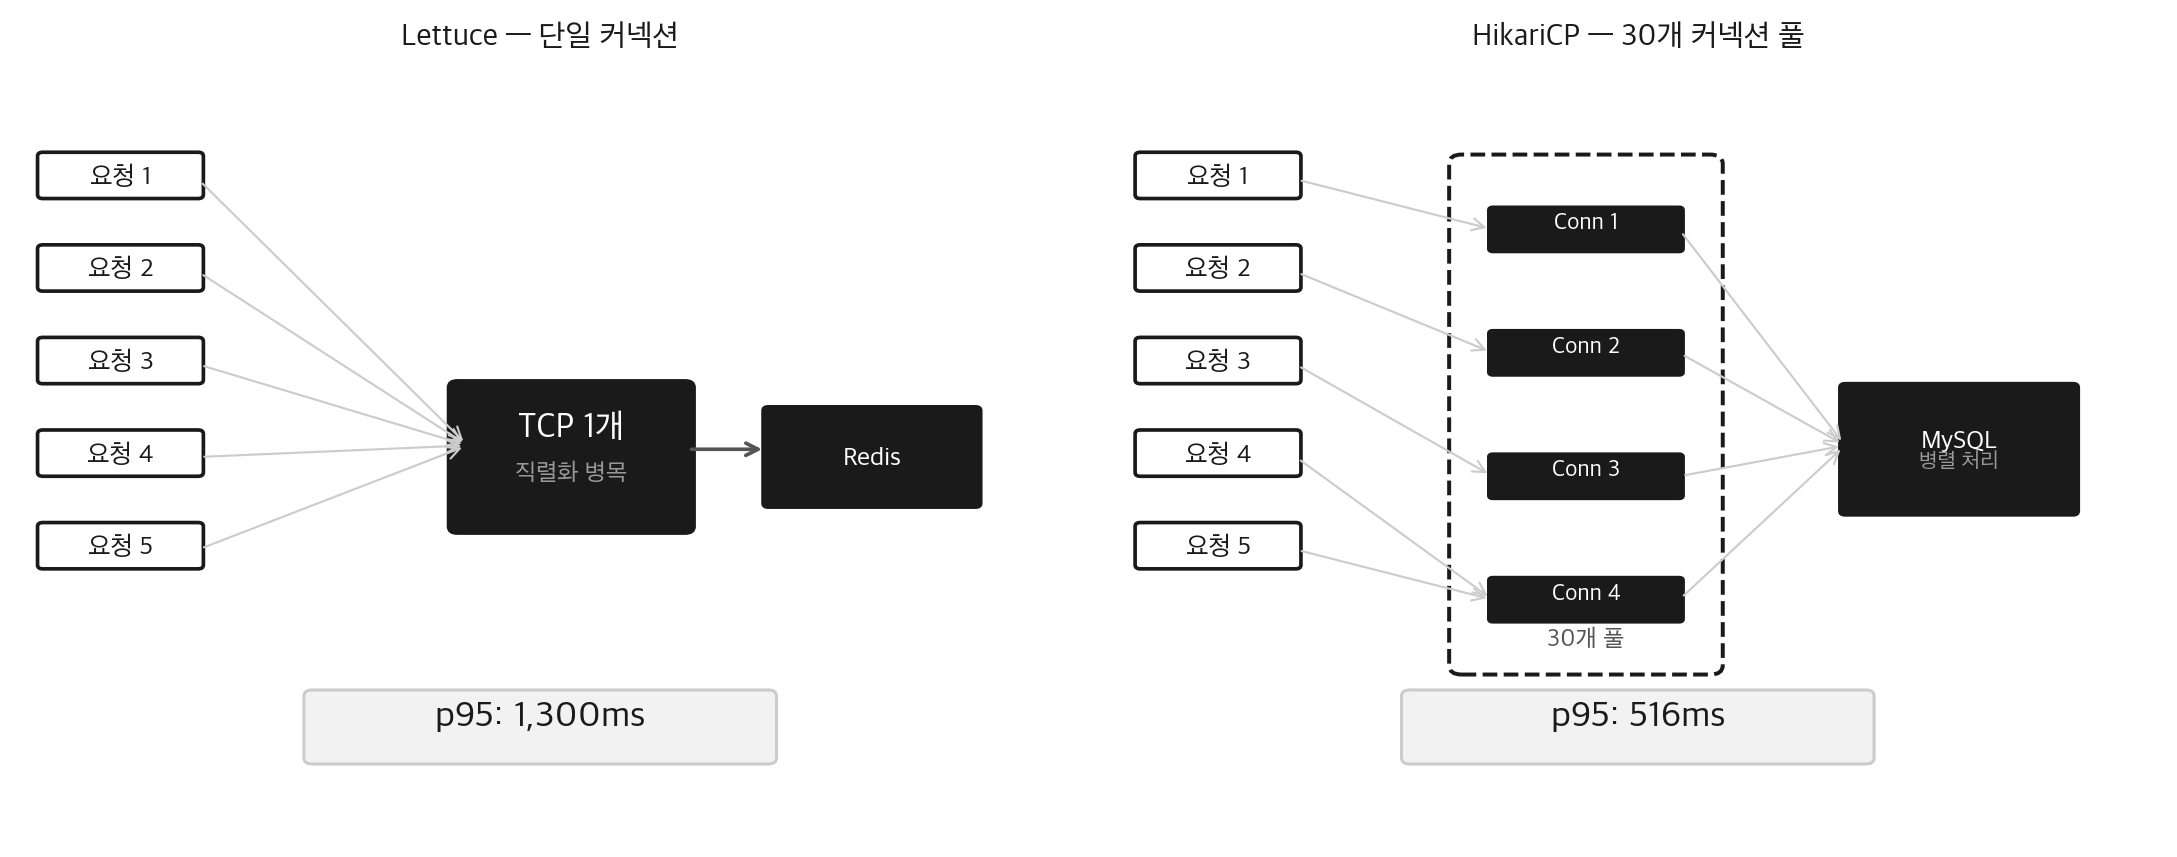 Lettuce — 단일 커넥션
요청 1
요청 2
요청 3
요청 4
요청 5
TCP 1개
직렬화 병목
Redis
p95: 1,300ms
HikariCP — 30개 커넥션 풀
요청 1
요청 2
요청 3
요청 4
요청 5
Conn 1
Conn 2
Conn 3
Conn 4
30개 풀
MySQL
병렬 처리
p95: 516ms